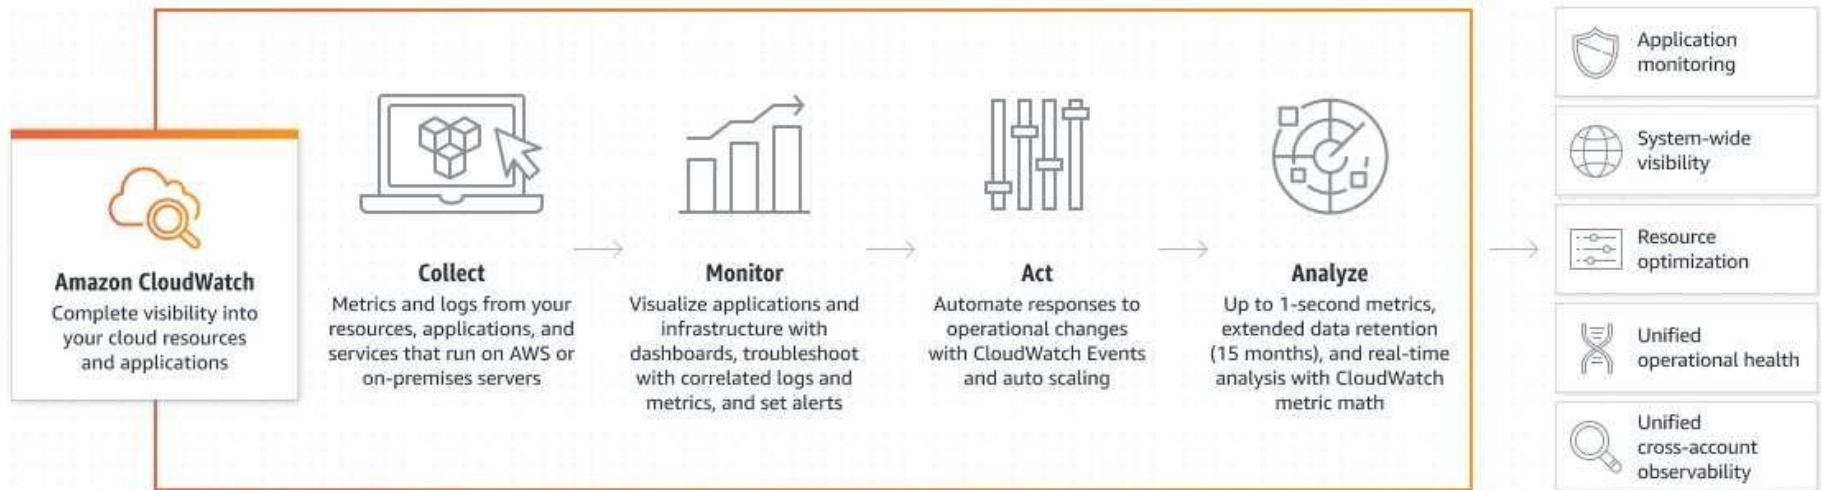 Amazon CloudWatch
Complete visibility into
your cloud resources
and applications
Collect
Metrics and logs from your
resources, applications, and
services that run on AWS or
on-premises servers
Monitor
Visualize applications and
infrastructure with
dashboards, troubleshoot
with correlated logs and
metrics, and set alerts
Act
Automate responses to
operational changes
with CloudWatch Events
and auto scaling
Analyze
Up to 1-second metrics,
extended data retention
(15 months), and real-time
analysis with CloudWatch
metric math
Application
monitoring
System-wide
visibility
Resource
optimization
Unified
operational health
Unified
cross-account
observability